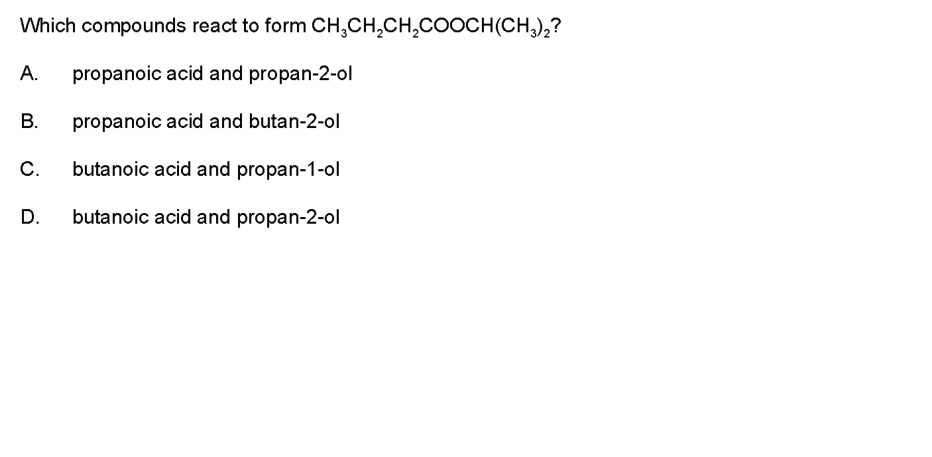 Which compounds react to form CH₃CH₂CH₂COOCH(CH₃)₂?
A. propanoic acid and propan-2-ol
B. propanoic acid and butan-2-ol
C. butanoic acid and propan-1-ol
D. butanoic acid and propan-2-ol